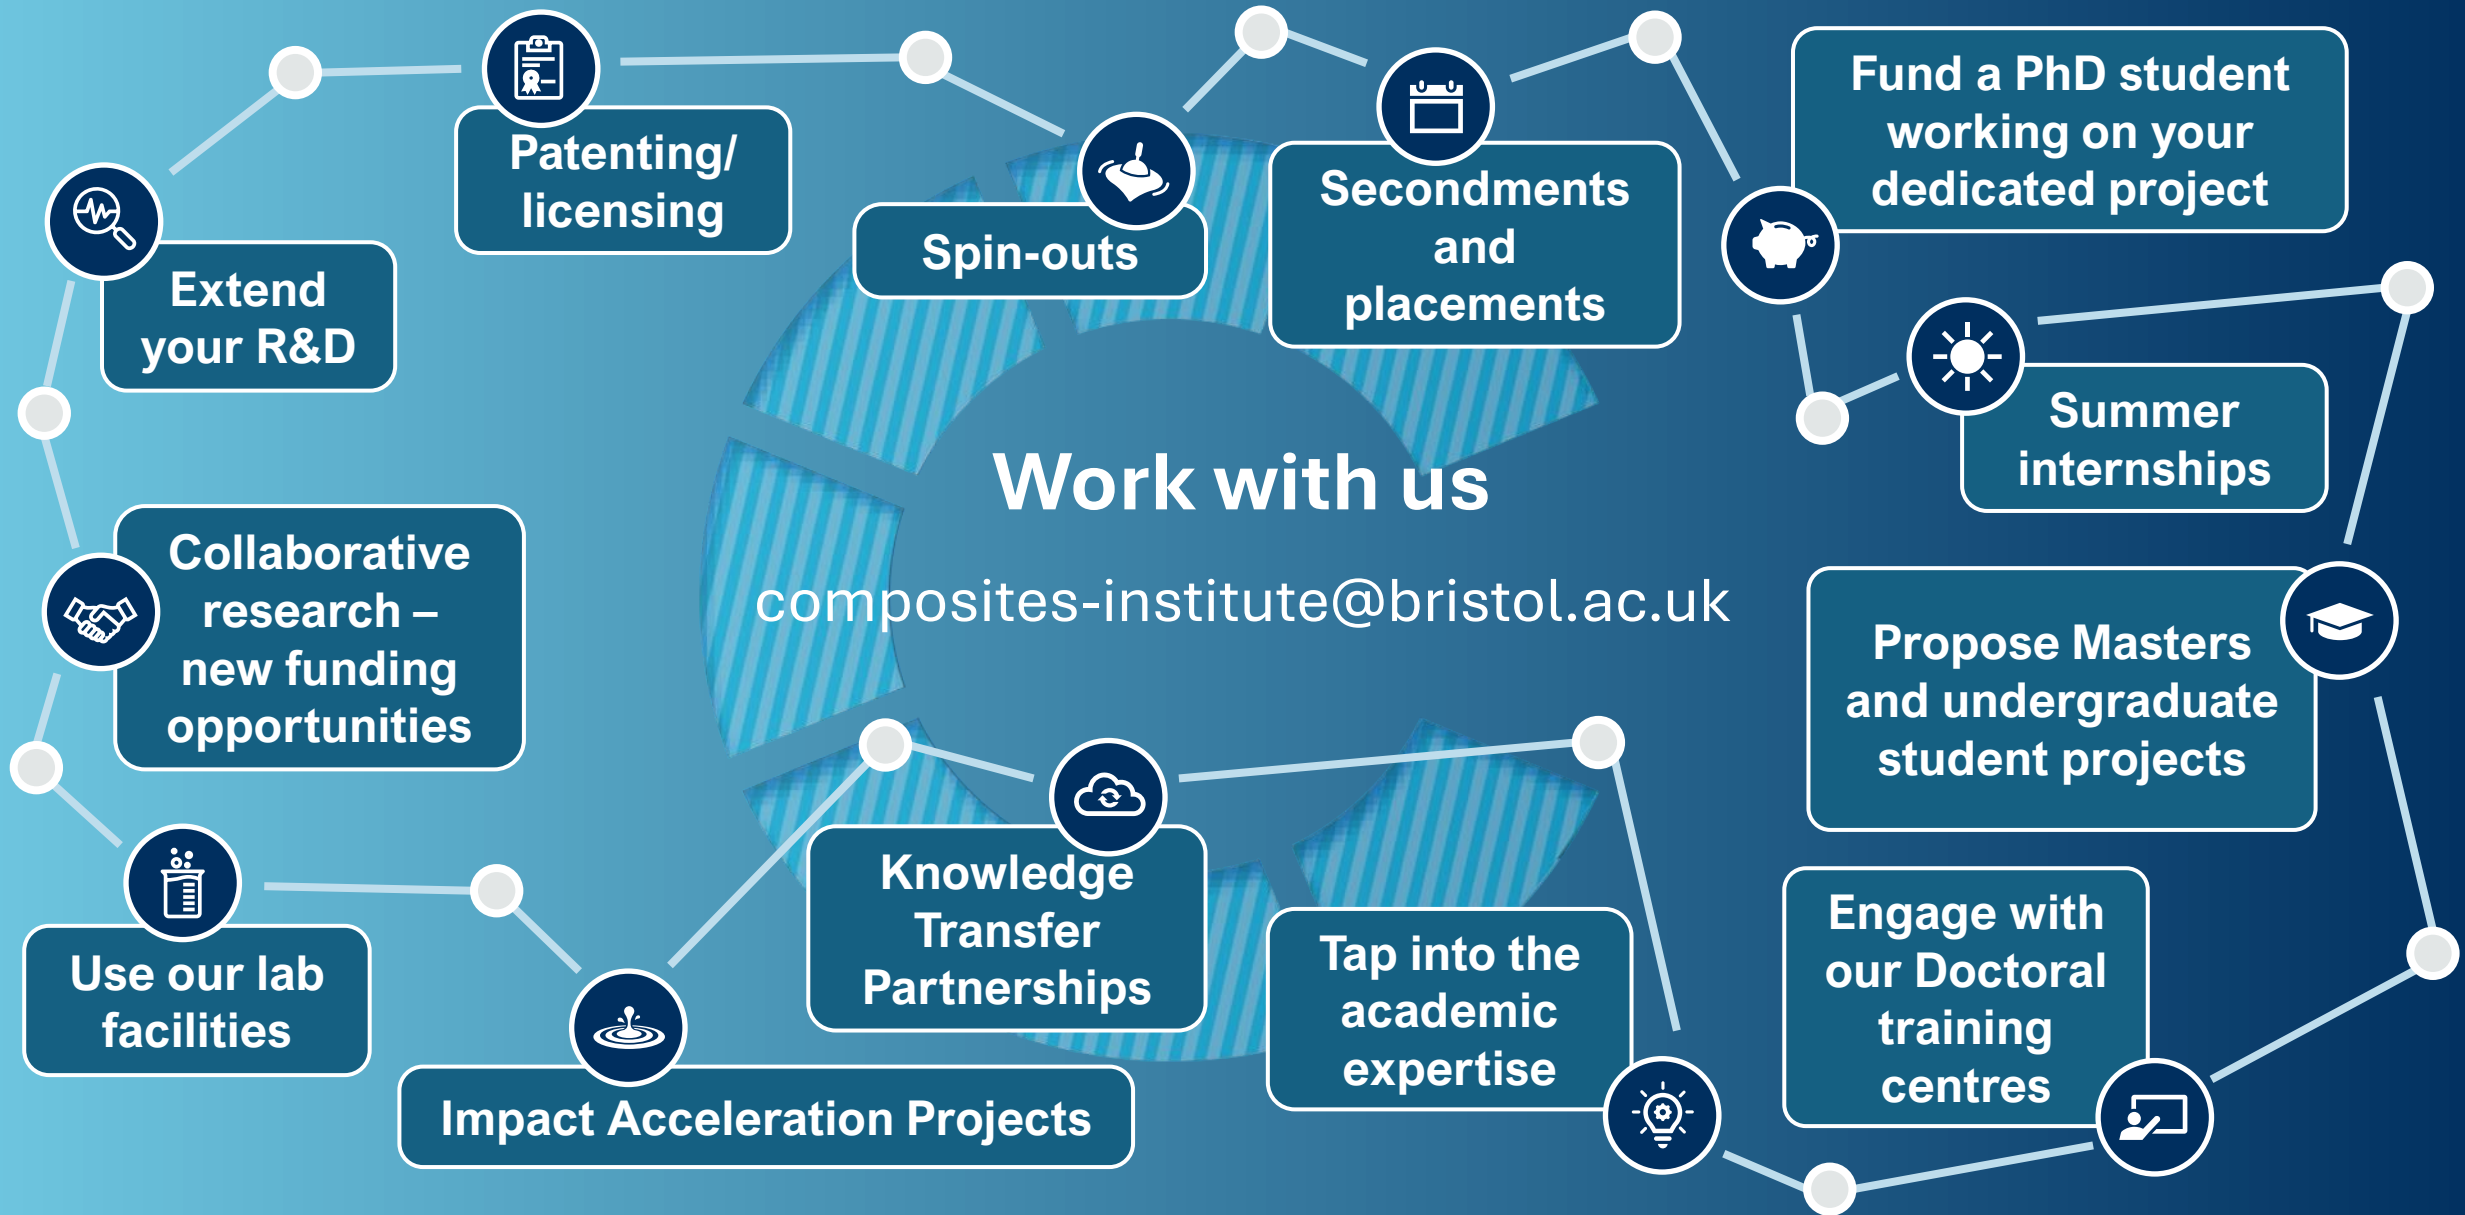 Patenting/
licensing
Spin-outs
Secondments
and
placements
Fund a PhD student
working on your
dedicated project
Extend
your R&D
Summer
internships
Work with us
composites-institute@bristol.ac.uk
Collaborative
research –
new funding
opportunities
Propose Masters
and undergraduate
student projects
Knowledge
Transfer
Partnerships
Tap into the
academic
expertise
Engage with
our Doctoral
training
centres
Use our lab
facilities
Impact Acceleration Projects